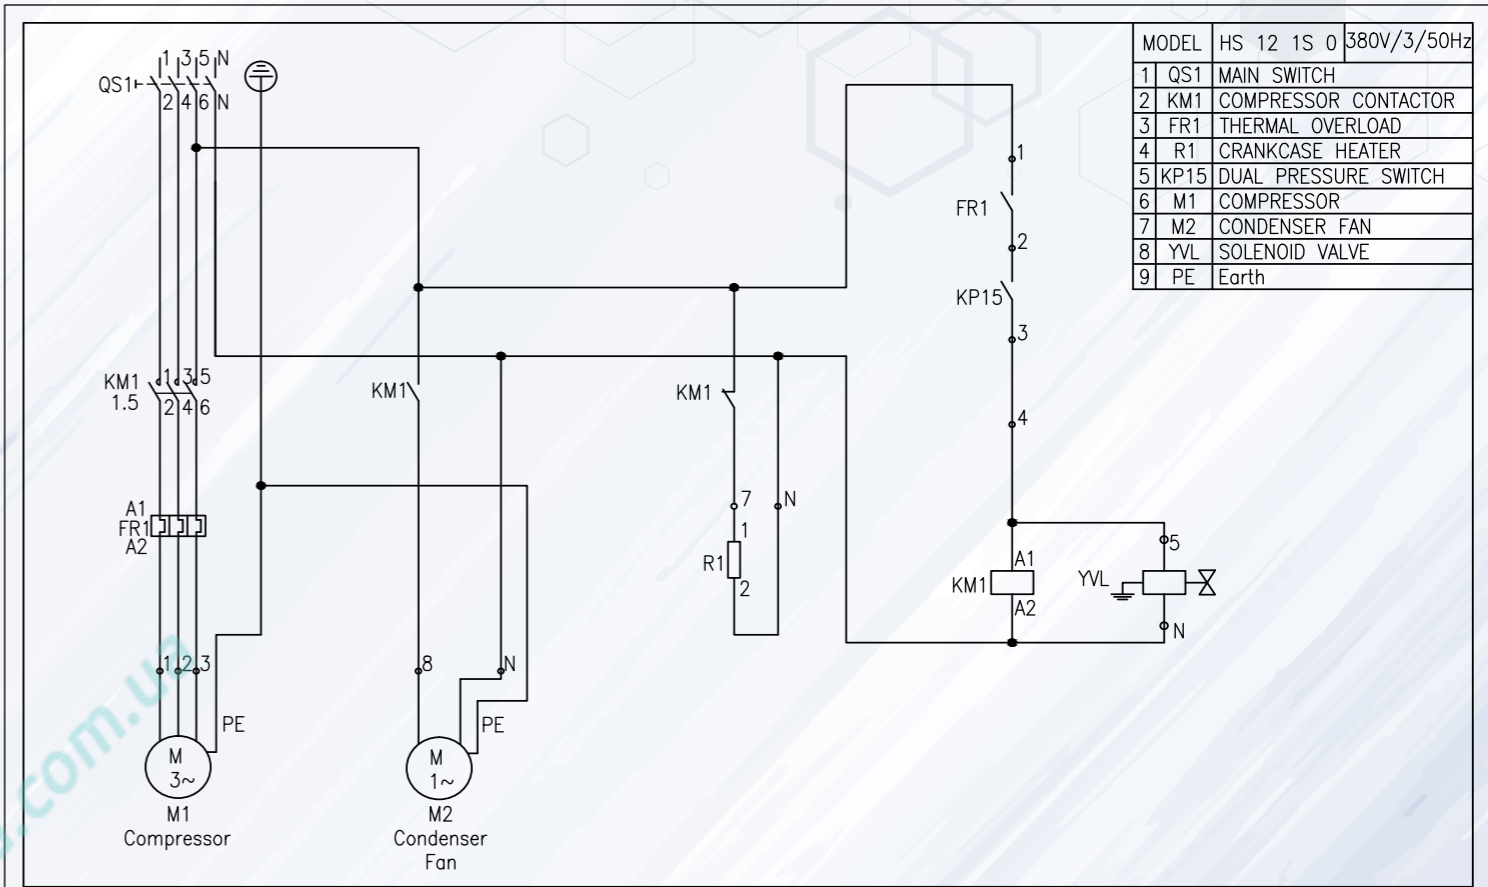 MODEL HS 12 1S 0 380V/3/50Hz
1 QS1 MAIN SWITCH
2 KM1 COMPRESSOR CONTACTOR
3 FR1 THERMAL OVERLOAD
4 R1 CRANKCASE HEATER
5 KP15 DUAL PRESSURE SWITCH
6 M1 COMPRESSOR
7 M2 CONDENSER FAN
8 YVL SOLENOID VALVE
9 PE Earth
1 3 5 N
QS1
2 4 6 N
KM1 1 3 5
1.5 2 4 6
A1
FR1
A2
1 2 3
PE
M
3~
M1
Compressor
KM1
8
N
PE
M
1~
M2
Condenser
Fan
KM1
7
N
1
R1
2
1
FR1
2
KP15
3
4
A1
KM1
A2
5
YVL
N
.com.ua